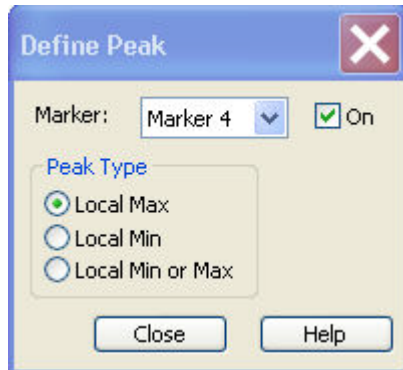 Define Peak
Marker: Marker 4 On
Peak Type
Local Max
Local Min
Local Min or Max
Close Help